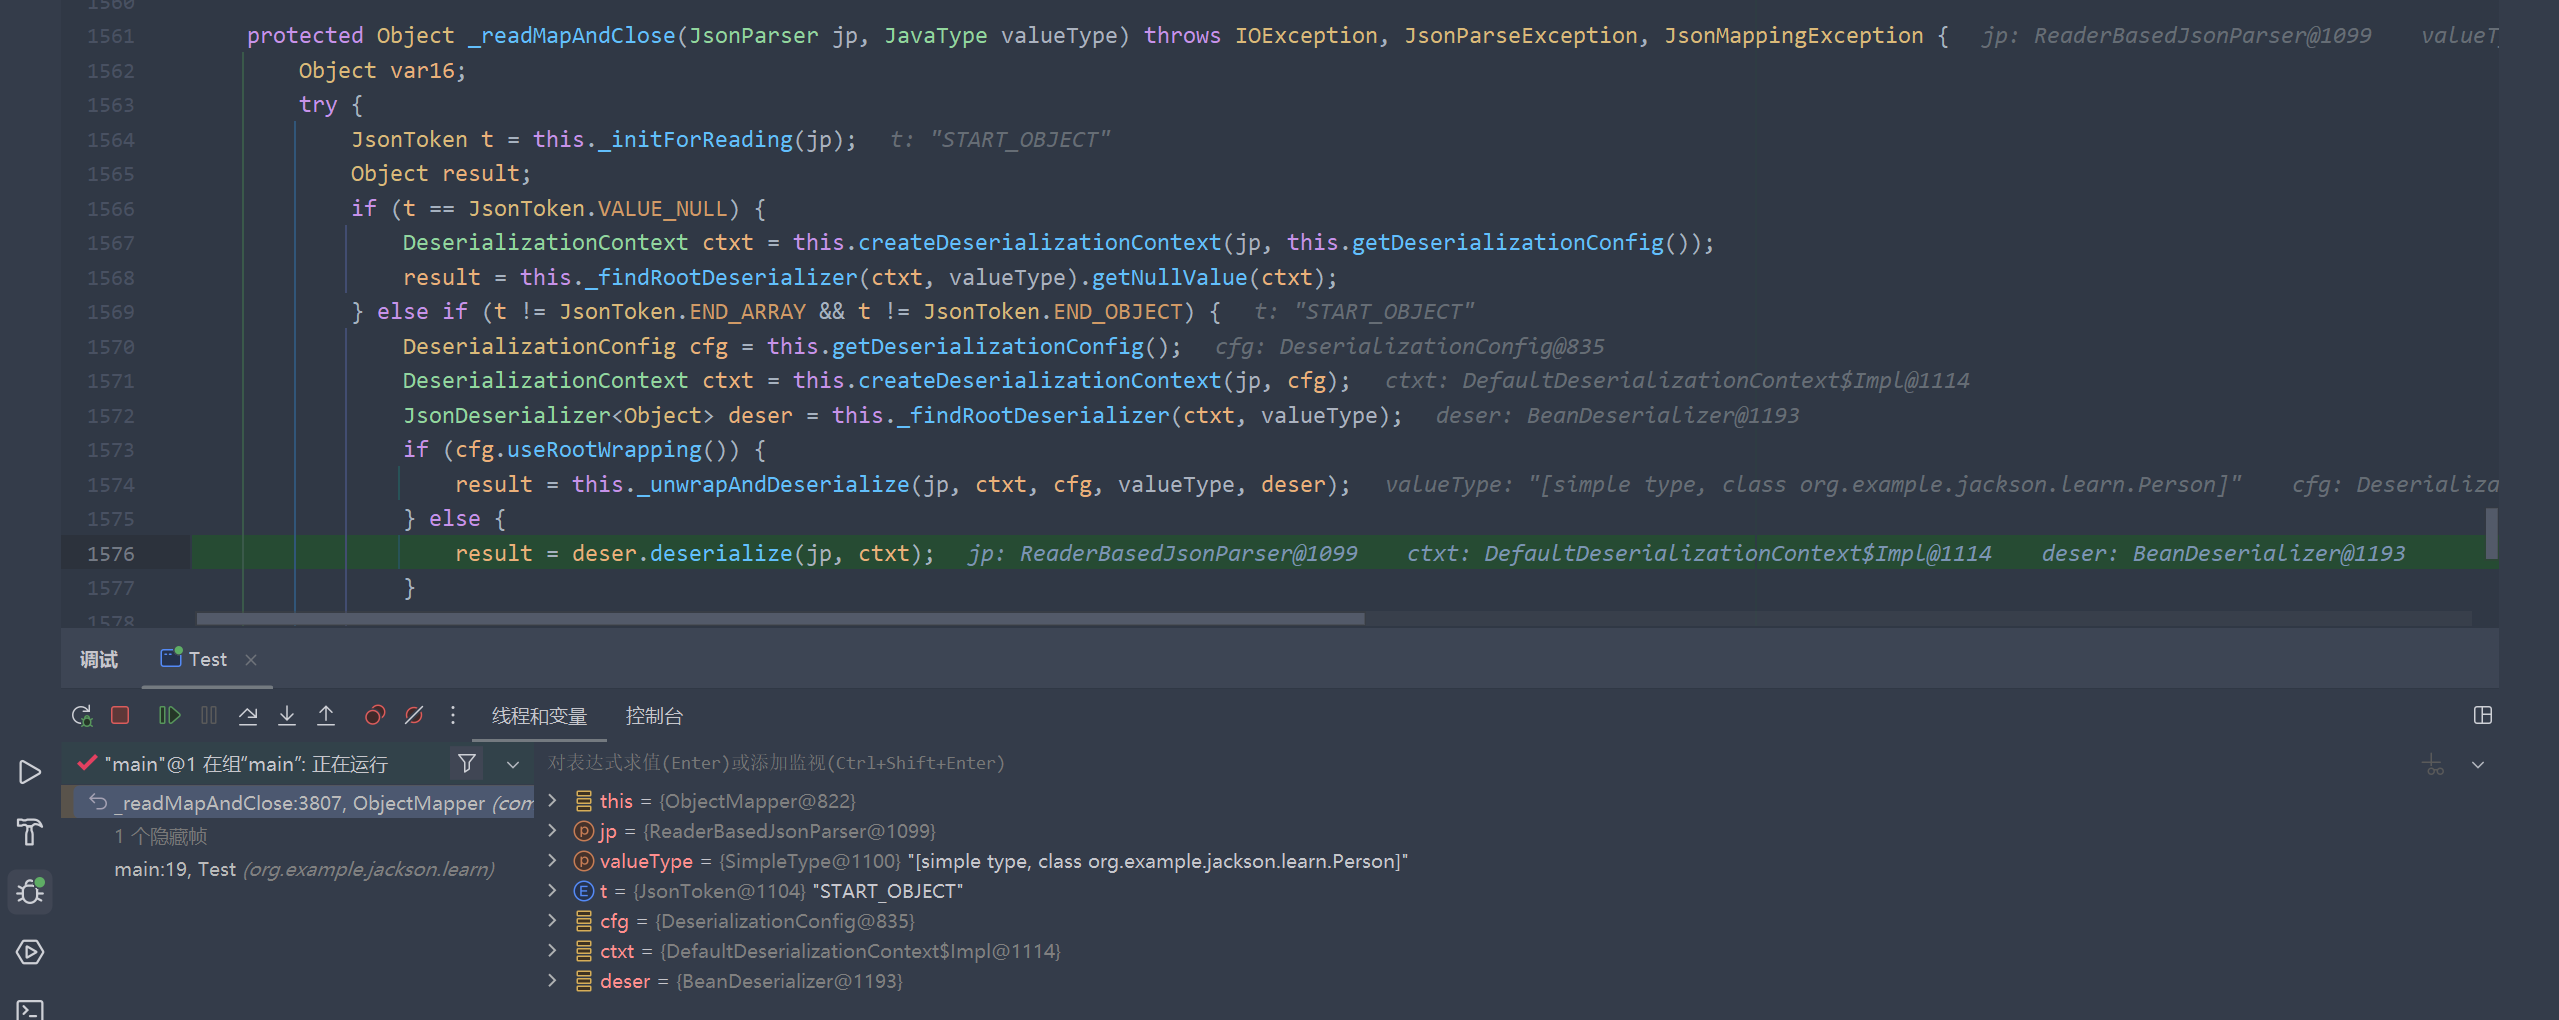 1560
1561 protected Object _readMapAndClose(JsonParser jp, JavaType valueType) throws IOException, JsonParseException, JsonMappingException { jp: ReaderBasedJsonParser@1099 valueT
1562 Object var16;
1563 try {
1564 JsonToken t = this._initForReading(jp); t: "START_OBJECT"
1565 Object result;
1566 if (t == JsonToken.VALUE_NULL) {
1567 DeserializationContext ctxt = this.createDeserializationContext(jp, this.getDeserializationConfig());
1568 result = this._findRootDeserializer(ctxt, valueType).getNullValue(ctxt);
1569 } else if (t != JsonToken.END_ARRAY && t != JsonToken.END_OBJECT) { t: "START_OBJECT"
1570 DeserializationConfig cfg = this.getDeserializationConfig(); cfg: DeserializationConfig@835
1571 DeserializationContext ctxt = this.createDeserializationContext(jp, cfg); ctxt: DefaultDeserializationContext$Impl@1114
1572 JsonDeserializer<Object> deser = this._findRootDeserializer(ctxt, valueType); deser: BeanDeserializer@1193
1573 if (cfg.useRootWrapping()) {
1574 result = this._unwrapAndDeserialize(jp, ctxt, cfg, valueType, deser); valueType: "[simple type, class org.example.jackson.learn.Person]" cfg: Deserializa
1575 } else {
1576 result = deser.deserialize(jp, ctxt); jp: ReaderBasedJsonParser@1099 ctxt: DefaultDeserializationContext$Impl@1114 deser: BeanDeserializer@1193
1577 }
1578
调试 Test
线程和变量 控制台
"main"@1 在组“main”: 正在运行
_readMapAndClose:3807, ObjectMapper (com
1 个隐藏帧
main:19, Test (org.example.jackson.learn)
对表达式求值(Enter)或添加监视(Ctrl+Shift+Enter)
this = {ObjectMapper@822}
jp = {ReaderBasedJsonParser@1099}
valueType = {SimpleType@1100} "[simple type, class org.example.jackson.learn.Person]"
t = {JsonToken@1104} "START_OBJECT"
cfg = {DeserializationConfig@835}
ctxt = {DefaultDeserializationContext$Impl@1114}
deser = {BeanDeserializer@1193}